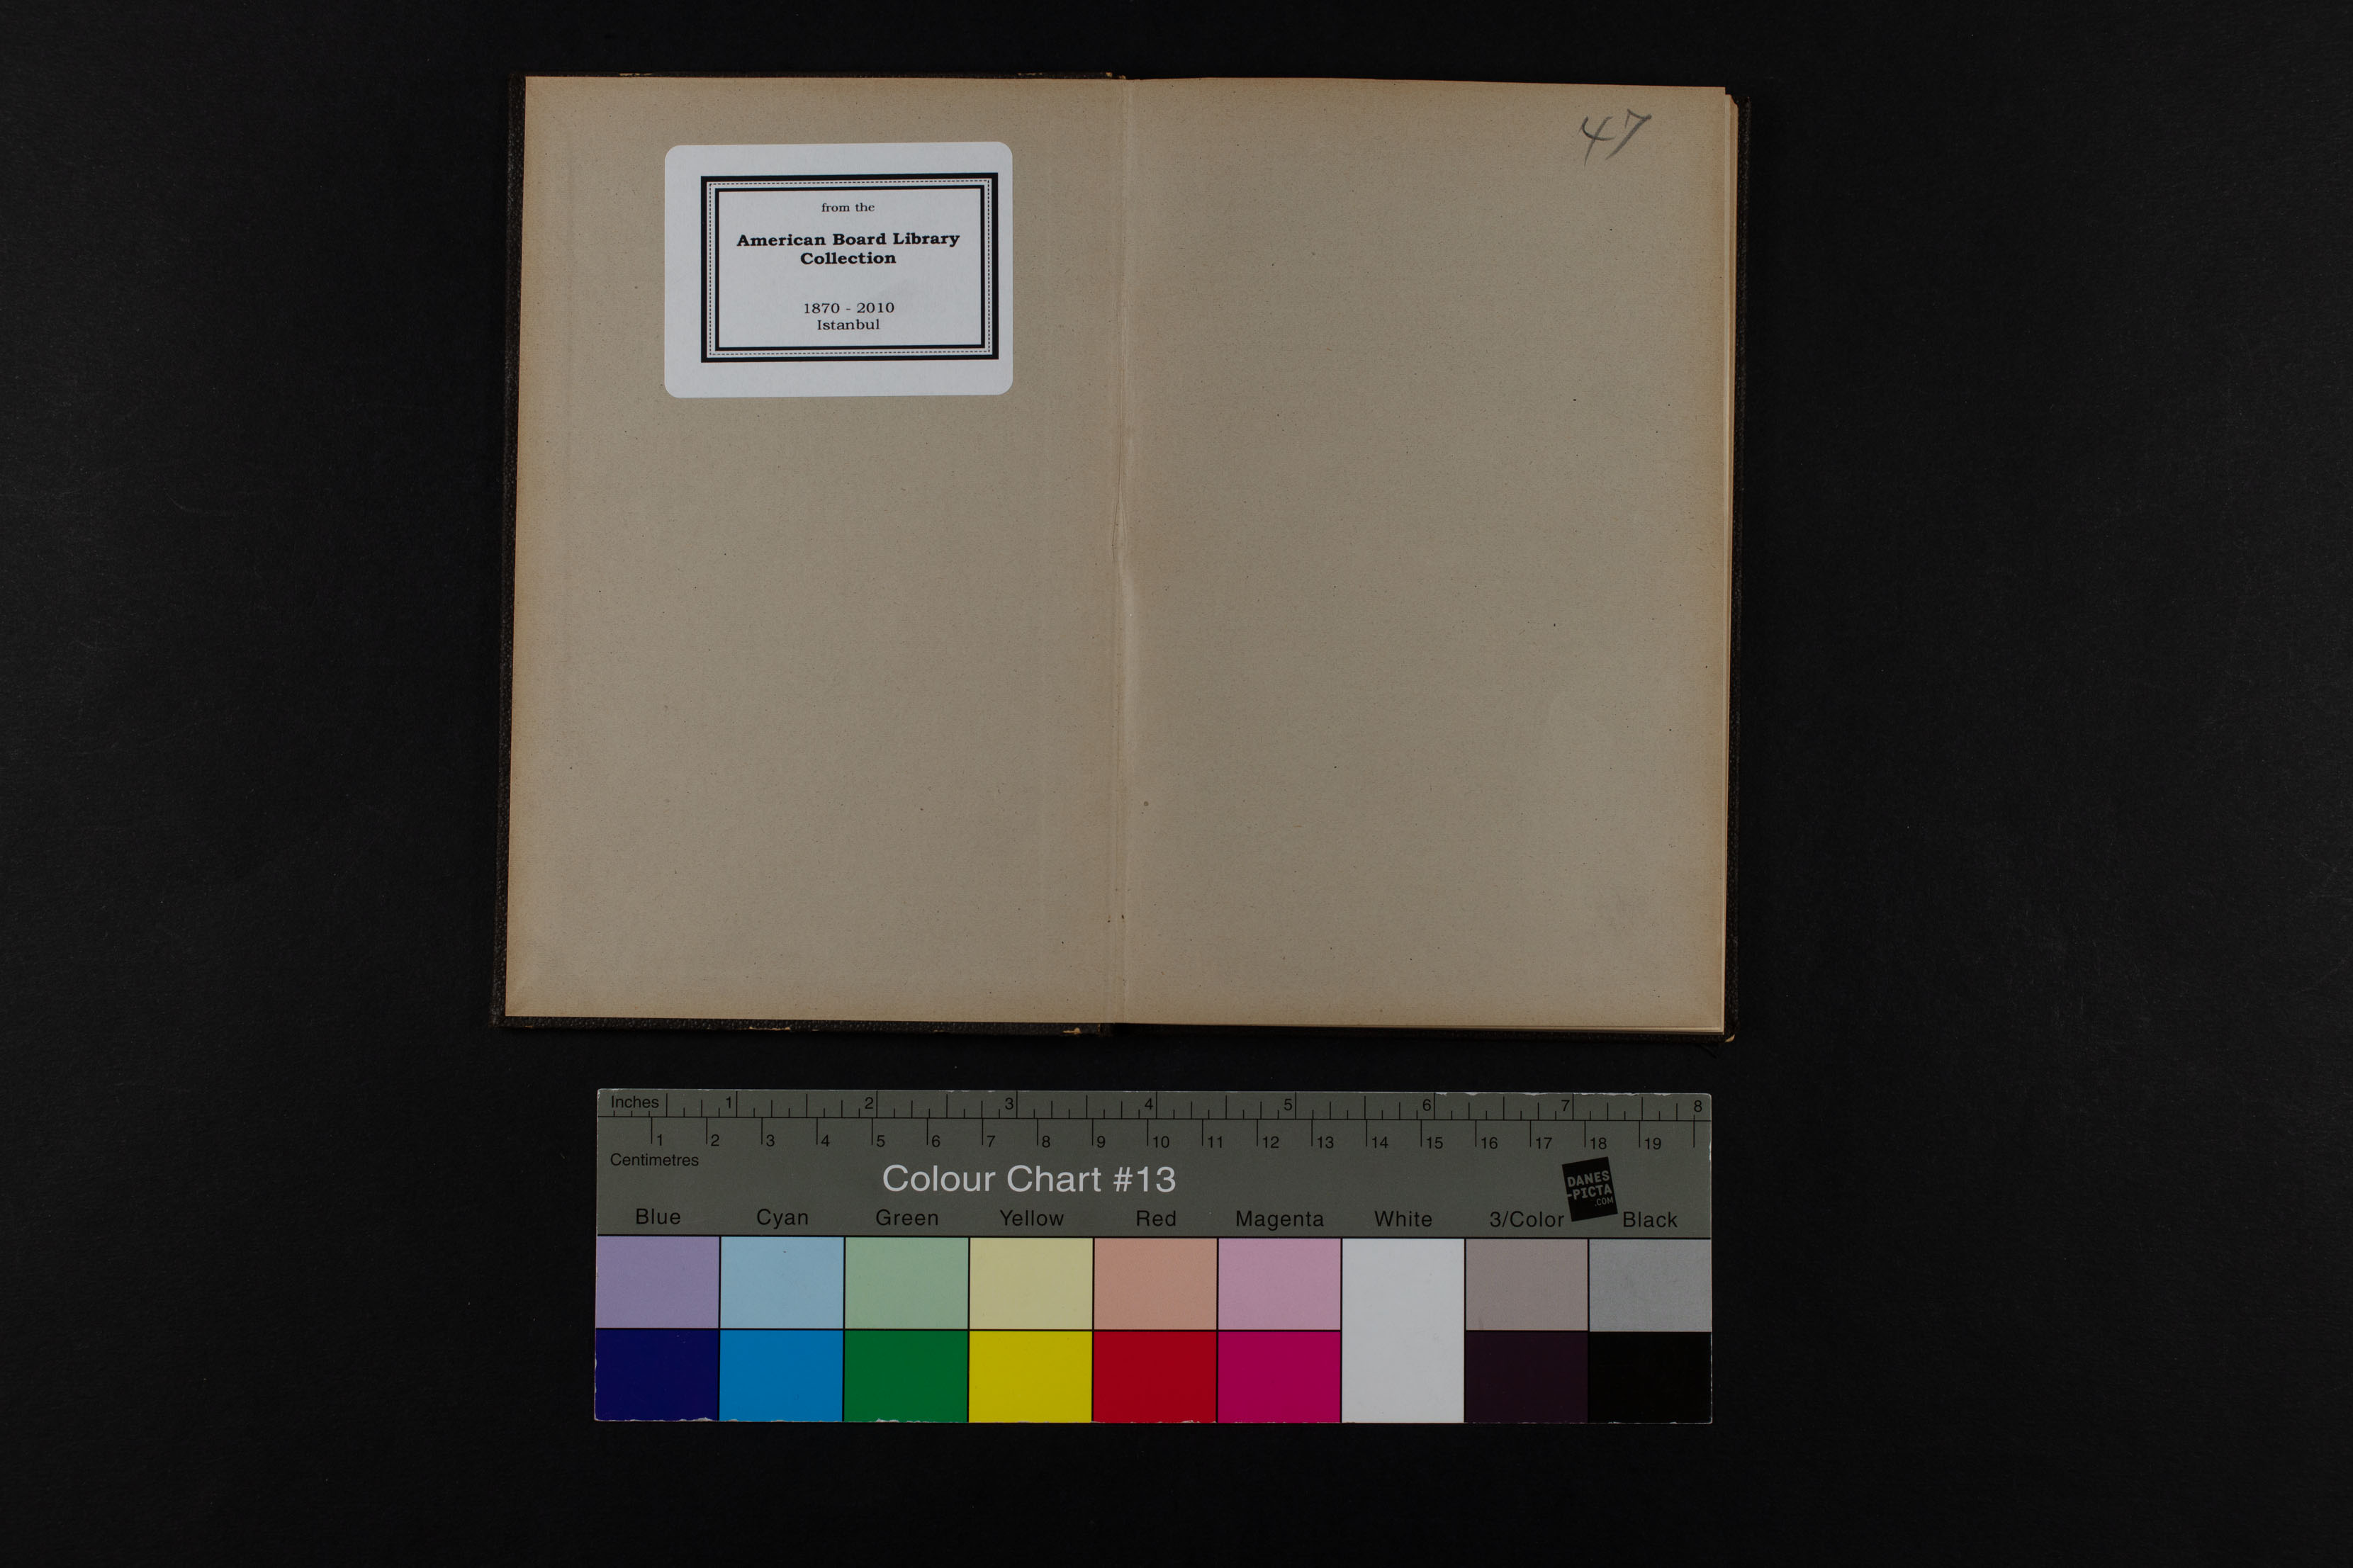 from the
American Board Library
Collection
1870 - 2010
Istanbul
47
Inches 1 2 3 4 5 6 7 8
1 2 3 4 5 6 7 8 9 10 11 12 13 14 15 16 17 18 19
Centimetres
Colour Chart #13
DANES
-PICTA
.COM
Blue Cyan Green Yellow Red Magenta White 3/Color Black